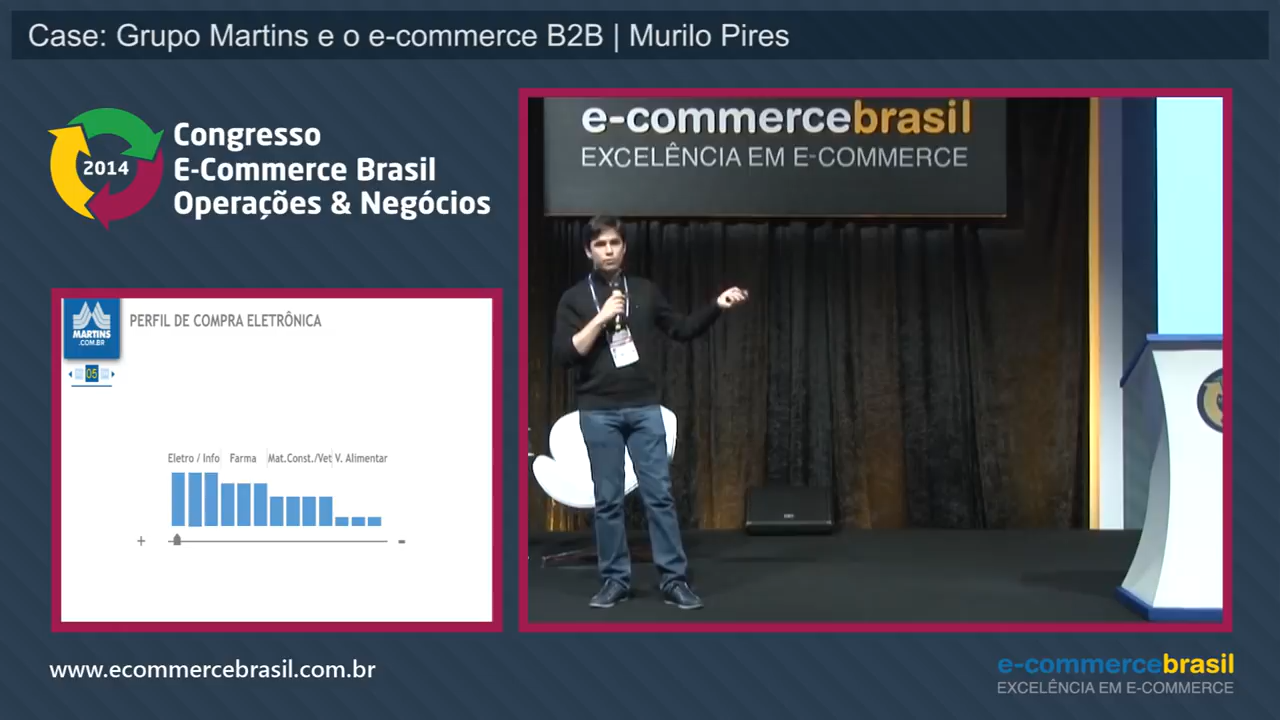 Case: Grupo Martins e o e-commerce B2B | Murilo Pires
2014
Congresso
E-Commerce Brasil
Operações & Negócios
e-commercebrasil
EXCELÊNCIA EM E-COMMERCE
MARTINS
.COM.BR
PERFIL DE COMPRA ELETRÔNICA
05
Eletro / Info Farma Mat.Const./Vet V. Alimentar
+ -
www.ecommercebrasil.com.br
e-commercebrasil
EXCELÊNCIA EM E-COMMERCE